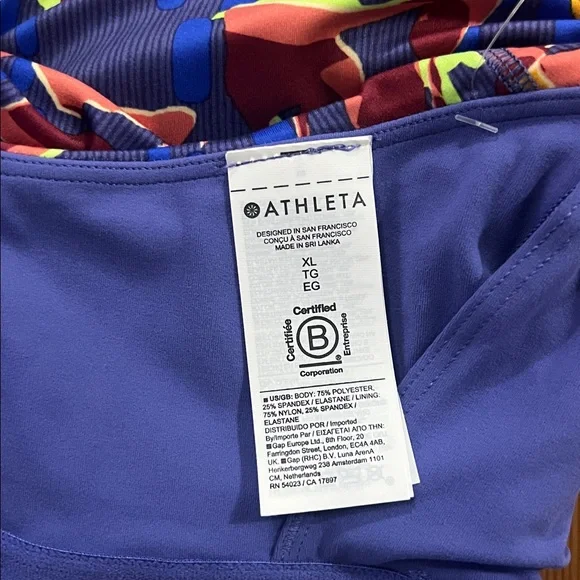 ATHLETA
DESIGNED IN SAN FRANCISCO
CONÇU À SAN FRANCISCO
MADE IN SRI LANKA
XL
TG
EG
Certified
Certifiée
B
Entreprise
®
Corporation
US/GB: BODY: 75% POLYESTER,
25% SPANDEX / ELASTANE / LINING:
75% NYLON, 25% SPANDEX /
ELASTANE
DISTRIBUIDO POR / Imported
By/Importe Par / ΕΙΣΑΓΕΤΑΙ ΑΠΟ ΤΗΝ:
Gap Europe Ltd., 8th Floor, 20
Farringdon Street, London, EC4A 4AB,
UK. Gap (RHC) B.V. Luna ArenA
Herikerbergweg 238 Amsterdam 1101
CM, Netherlands
RN 54023 / CA 17897